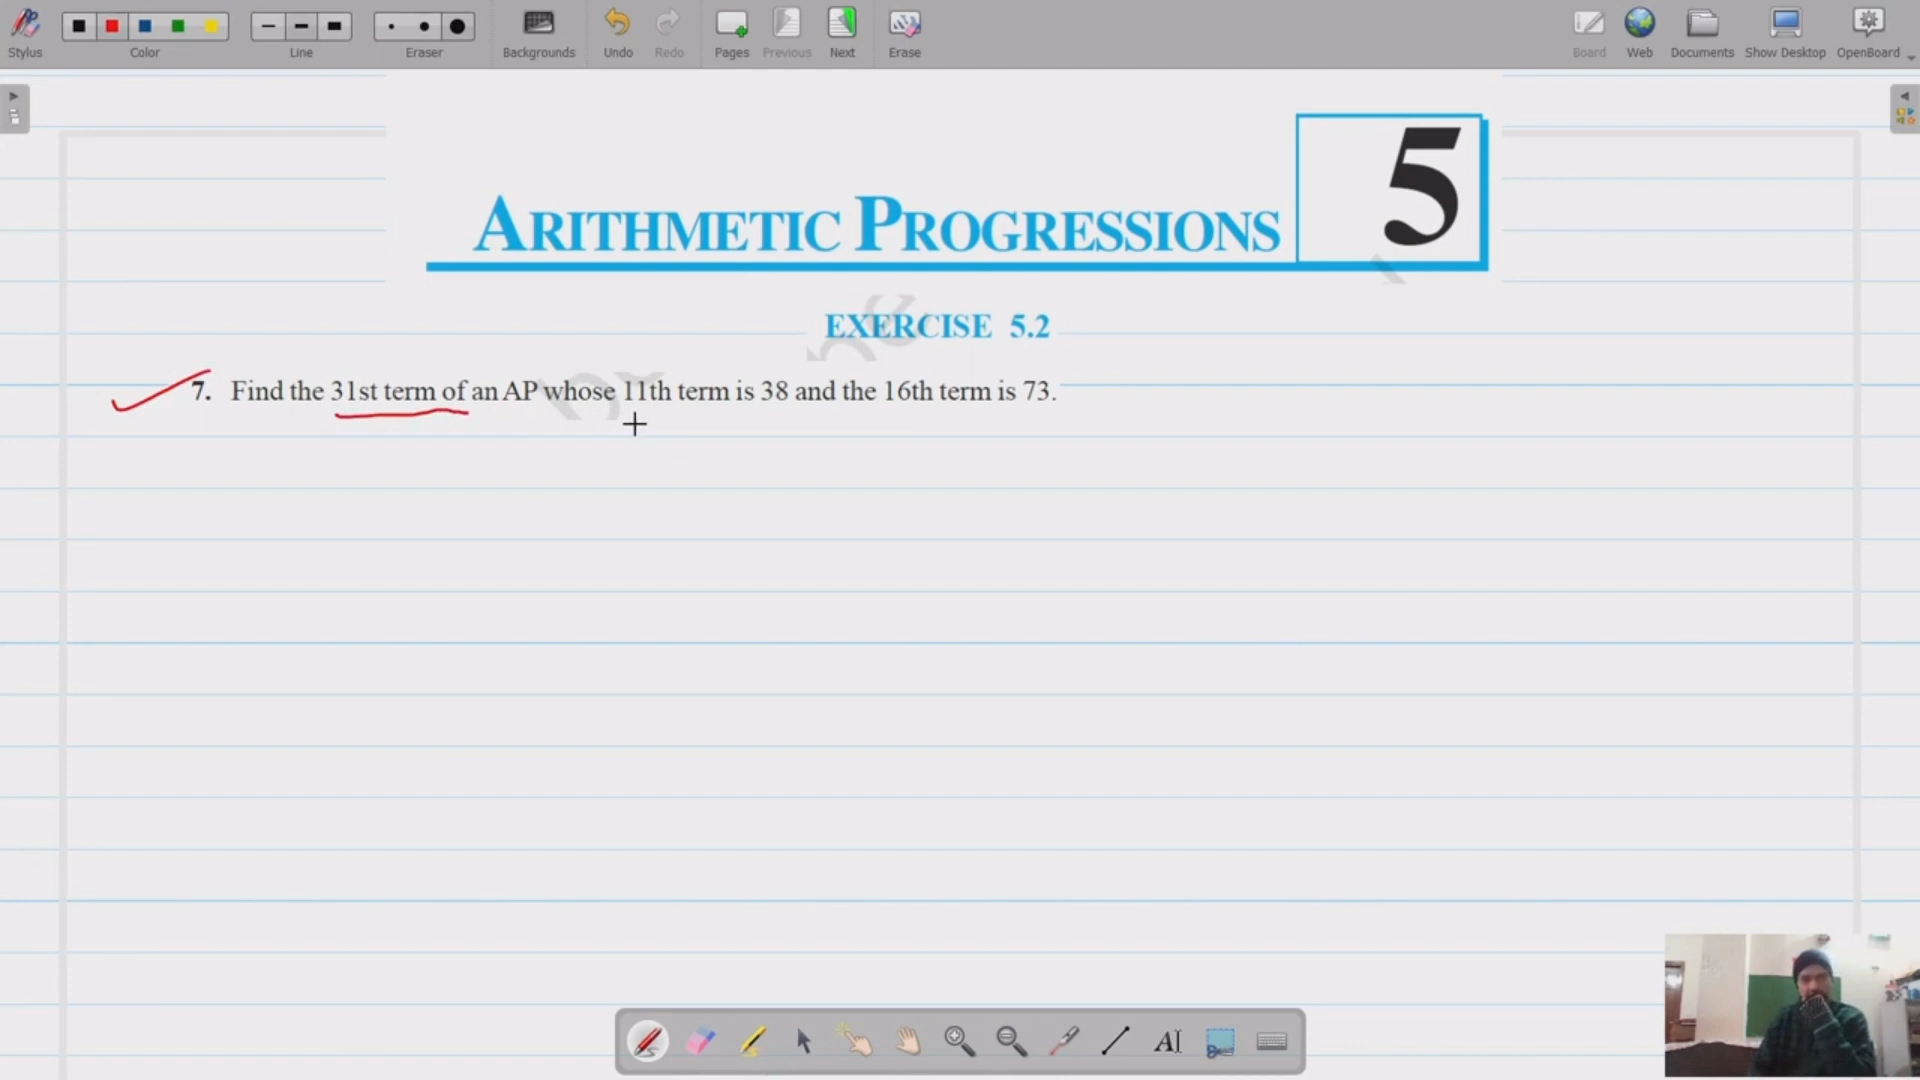 Stylus Color Line Eraser Backgrounds Undo Redo Pages Previous Next Erase Board Web Documents Show Desktop OpenBoard
ARITHMETIC PROGRESSIONS 5
EXERCISE 5.2
7. Find the 31st term of an AP whose 11th term is 38 and the 16th term is 73.